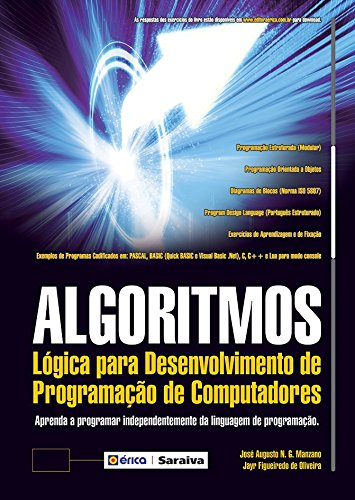 As respostas dos exercícios do livro estão disponíveis em www.editoraerica.com.br para download.
Programação Estruturada (Modular)
Programação Orientada a Objetos
Diagramas de Blocos (Norma ISO 5807)
Program Design Language (Português Estruturado)
Exercícios de Aprendizagem e de Fixação
Exemplos de Programas Codificados em: PASCAL, BASIC (Quick BASIC e Visual Basic .Net), C, C++ e Lua para modo console
ALGORITMOS
Lógica para Desenvolvimento de
Programação de Computadores
Aprenda a programar independentemente da linguagem de programação.
José Augusto N. G. Manzano
Jayr Figueiredo de Oliveira
érica | Saraiva